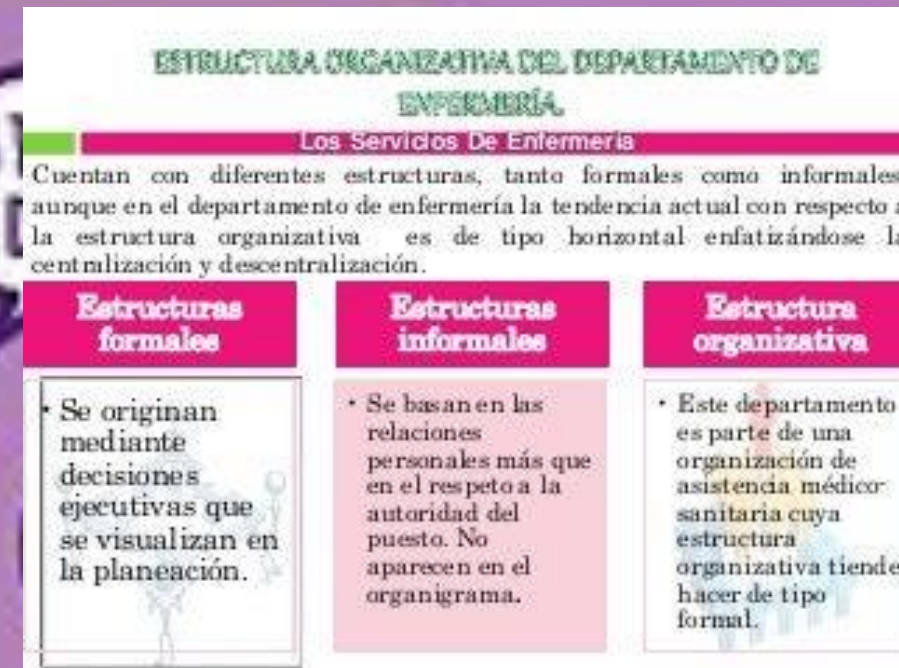 ESTRUCTURA ORGANIZATIVA DEL DEPARTAMENTO DE
ENFERMERÍA.
Los Servicios De Enfermería
Cuentan con diferentes estructuras, tanto formales como informales
aunque en el departamento de enfermería la tendencia actual con respecto a
la estructura organizativa es de tipo horizontal enfatizándose la
centralización y descentralización.
Estructuras
formales
• Se originan
mediante
decisiones
ejecutivas que
se visualizan en
la planeación.
Estructuras
informales
• Se basan en las
relaciones
personales más que
en el respeto a la
autoridad del
puesto. No
aparecen en el
organigrama.
Estructura
organizativa
• Este departamento
es parte de una
organización de
asistencia médico-
sanitaria cuya
estructura
organizativa tiende
hacer de tipo
formal.